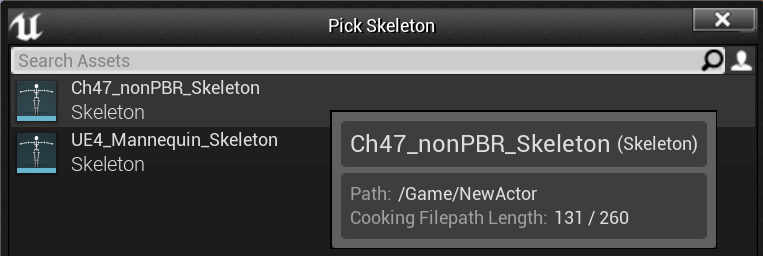 Pick Skeleton
Search Assets
Ch47_nonPBR_Skeleton
Skeleton
UE4_Mannequin_Skeleton
Skeleton
Ch47_nonPBR_Skeleton (Skeleton)
Path: /Game/NewActor
Cooking Filepath Length: 131 / 260